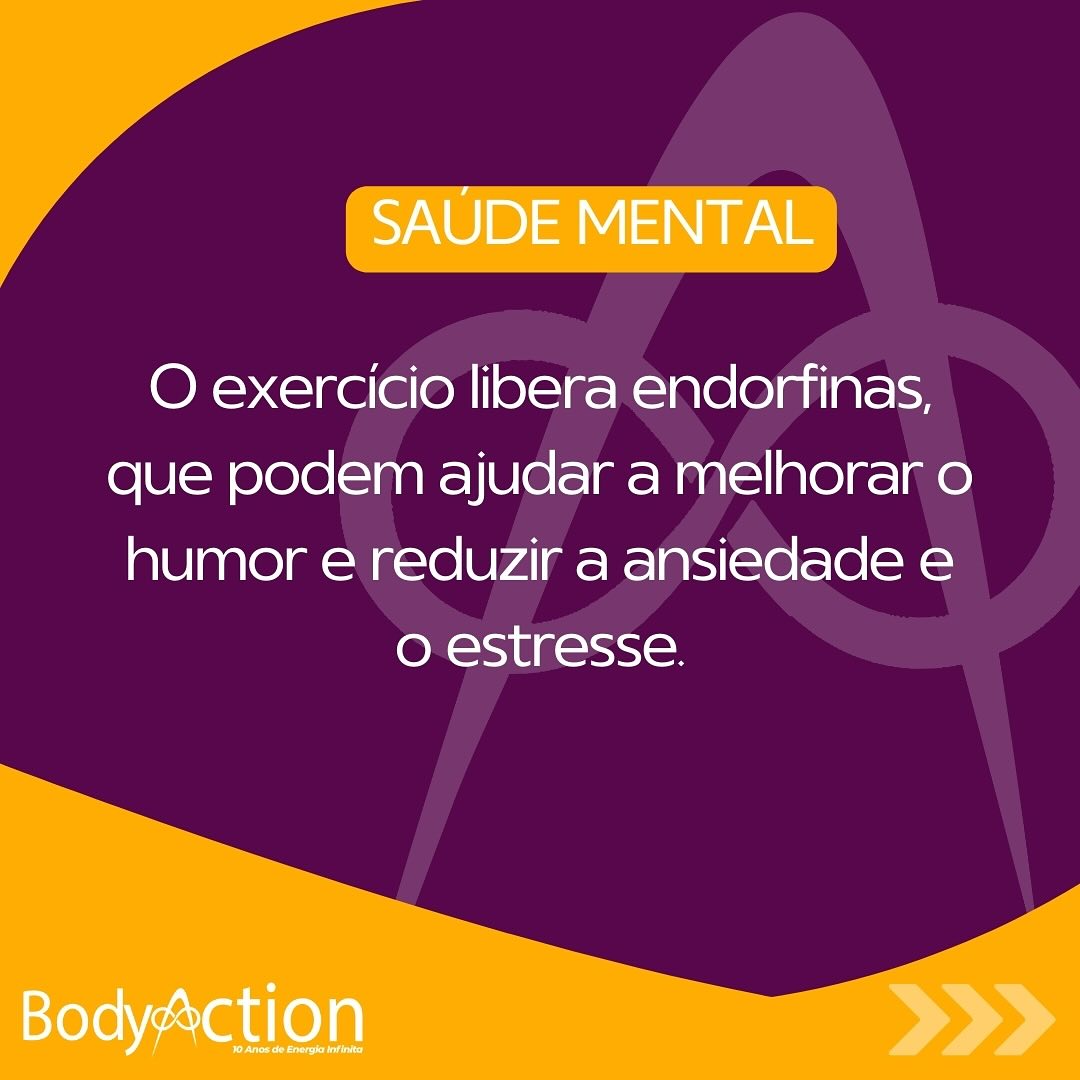 SAÚDE MENTAL
O exercício libera endorfinas,
que podem ajudar a melhorar o
humor e reduzir a ansiedade e
o estresse.
BodyAction
10 Anos de Energia Infinita